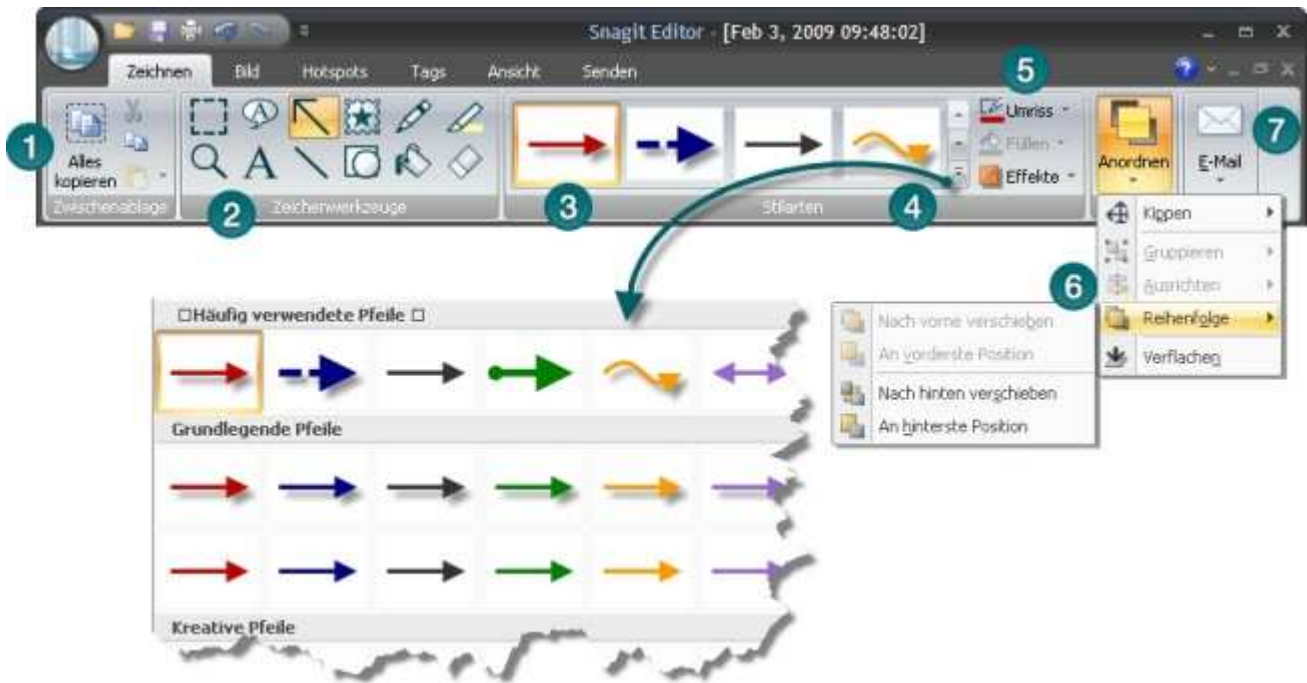 Snagit Editor - [Feb 3, 2009 09:48:02]
Zeichnen Bild Hotspots Tags Ansicht Senden
5
1
Alles
kopieren
Zwischenablage
2
A
Zeichenwerkzeuge
3
Stilarten
4
Umriss
Füllen
Effekte
Anordnen
E-Mail
7
6
Kippen
Gruppieren
Ausrichten
Reihenfolge
Verflachen
Nach vorne verschieben
An vorderste Position
Nach hinten verschieben
An hinterste Position
Häufig verwendete Pfeile
Grundlegende Pfeile
Kreative Pfeile